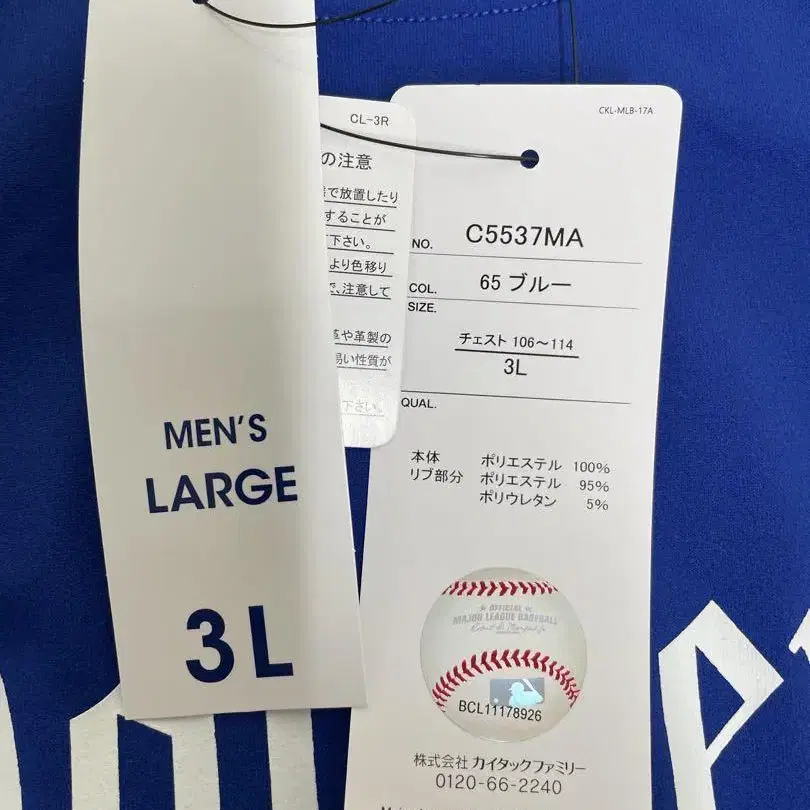 MEN'S
LARGE
3L
CL-3R
の注意
で放置したり
することが
下さい。
より色移り
で、注意して
革や革製の
易い性質が
下さい。
CKL-MLB-17A
NO. C5537MA
COL. 65 ブルー
SIZE.
チェスト 106～114
3L
QUAL.
本体 ポリエステル 100%
リブ部分 ポリエステル 95%
ポリウレタン 5%
OFFICIAL
MAJOR LEAGUE BASEBALL
BCL11178926
株式会社 カイタックファミリー
0120-66-2240